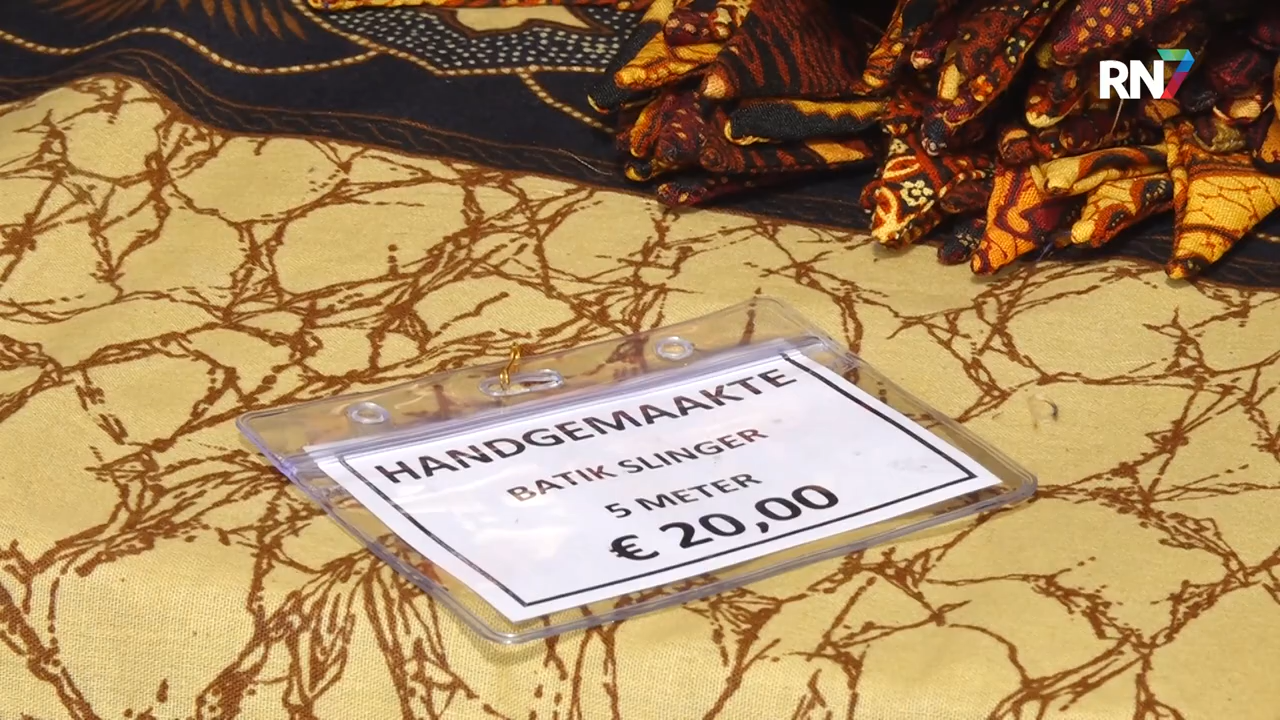 RN7
HANDGEMAAKTE
BATIK SLINGER
5 METER
€ 20,00